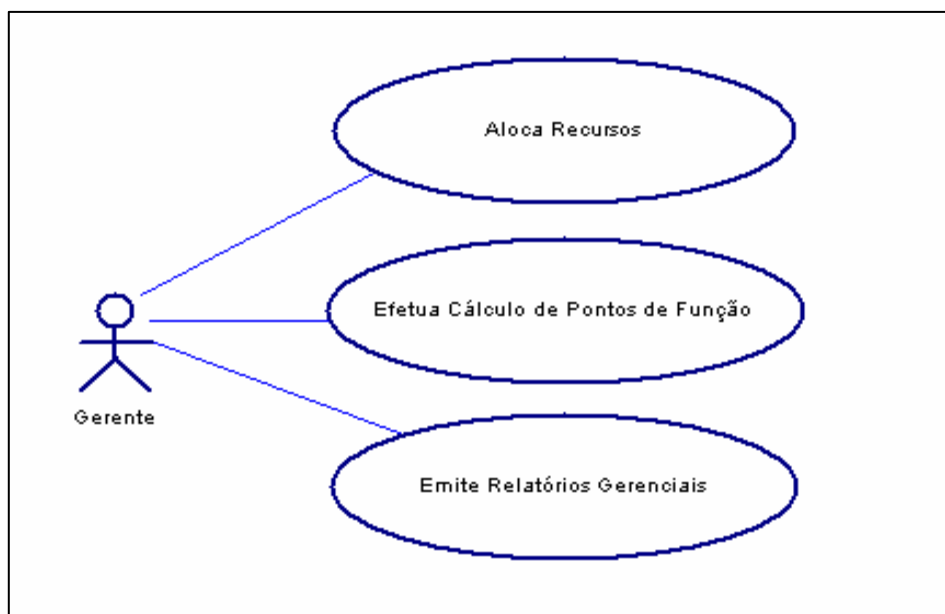 Aloca Recursos
Efetua Cálculo de Pontos de Função
Gerente
Emite Relatórios Gerenciais